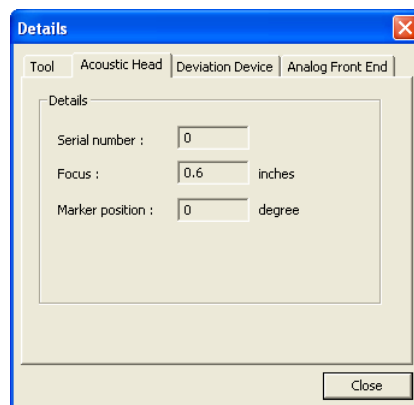 Details
Tool Acoustic Head Deviation Device Analog Front End
Details
Serial number : 0
Focus : 0.6 inches
Marker position : 0 degree
Close